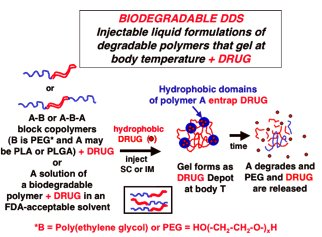 BIODEGRADABLE DDS
Injectable liquid formulations of
degradable polymers that gel at
body temperature + DRUG
or
Hydrophobic domains
of polymer A entrap DRUG
A-B or A-B-A
block copolymers
(B is PEG* and A may
be PLA or PLGA) + DRUG
or
A solution of
a biodegradable
polymer + DRUG in an
FDA-acceptable solvent
hydrophobic
DRUG (•)
inject
SC or IM
Gel forms as
DRUG Depot
at body T
time
A degrades and
PEG and DRUG
are released
*B = Poly(ethylene glycol) or PEG = HO(-CH₂-CH₂-O-)ₓH